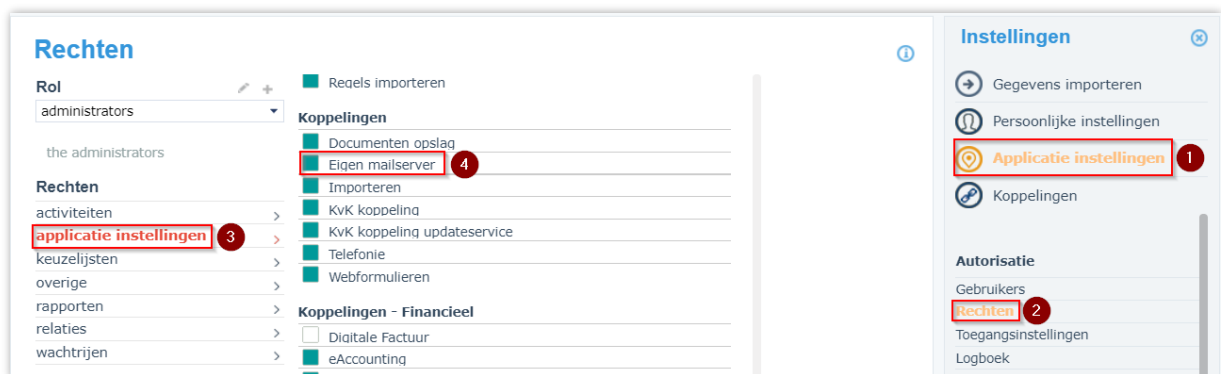 Rechten
Rol
administrators
the administrators
Rechten
activiteiten
applicatie instellingen 3
keuzelijsten
overige
rapporten
relaties
wachtrijen
Regels importeren
Koppelingen
Documenten opslag
Eigen mailserver 4
Importeren
KvK koppeling
KvK koppeling updateservice
Telefonie
Webformulieren
Koppelingen - Financieel
Digitale Factuur
eAccounting
Instellingen
Gegevens importeren
Persoonlijke instellingen
Applicatie instellingen 1
Koppelingen
Autorisatie
Gebruikers
Rechten 2
Toegangsinstellingen
Logboek